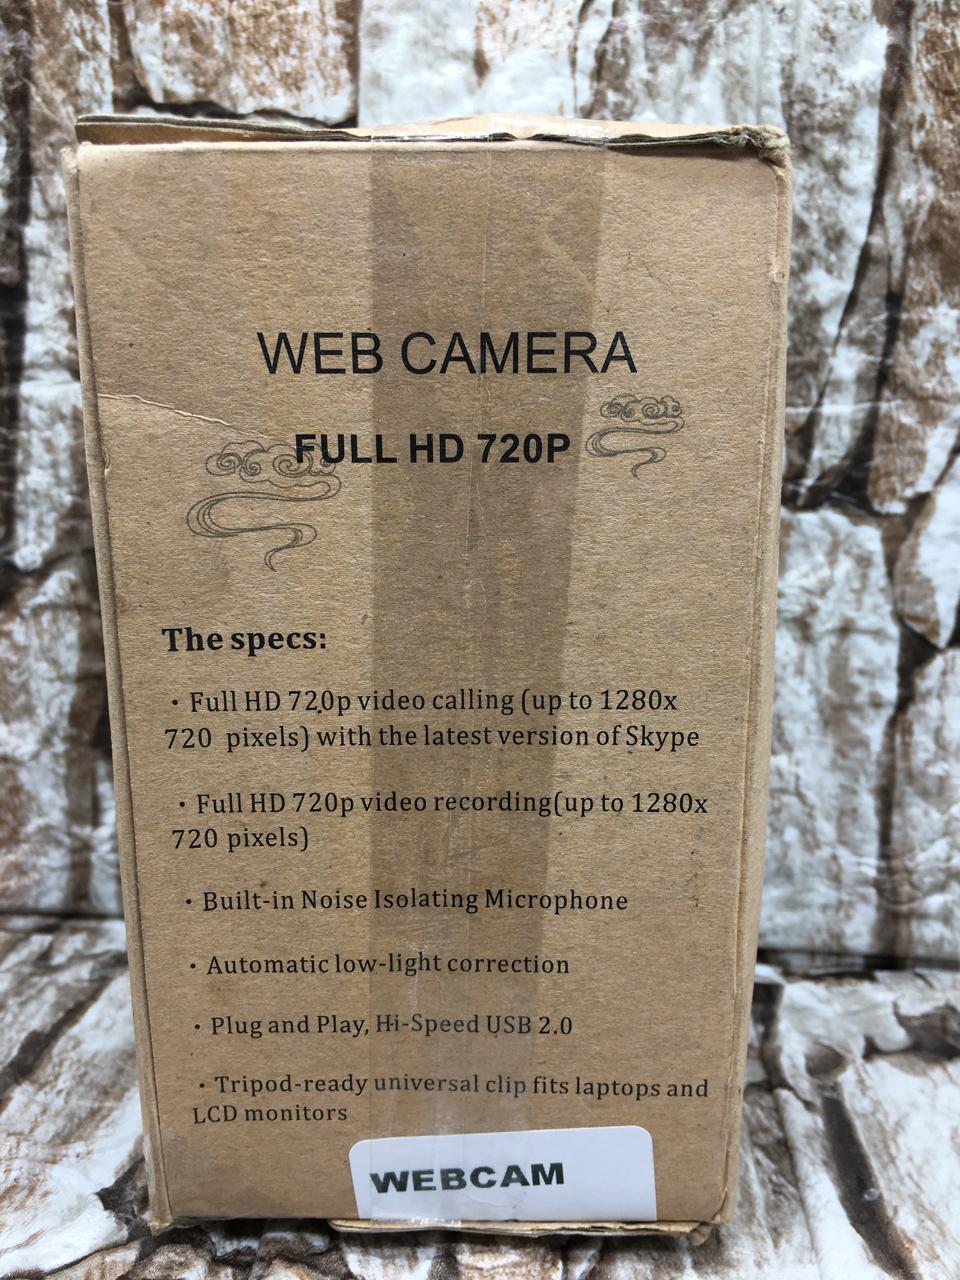 WEB CAMERA
FULL HD 720P
The specs:
· Full HD 720p video calling (up to 1280x
720 pixels) with the latest version of Skype
· Full HD 720p video recording(up to 1280x
720 pixels)
· Built-in Noise Isolating Microphone
· Automatic low-light correction
· Plug and Play, Hi-Speed USB 2.0
· Tripod-ready universal clip fits laptops and
LCD monitors
WEBCAM